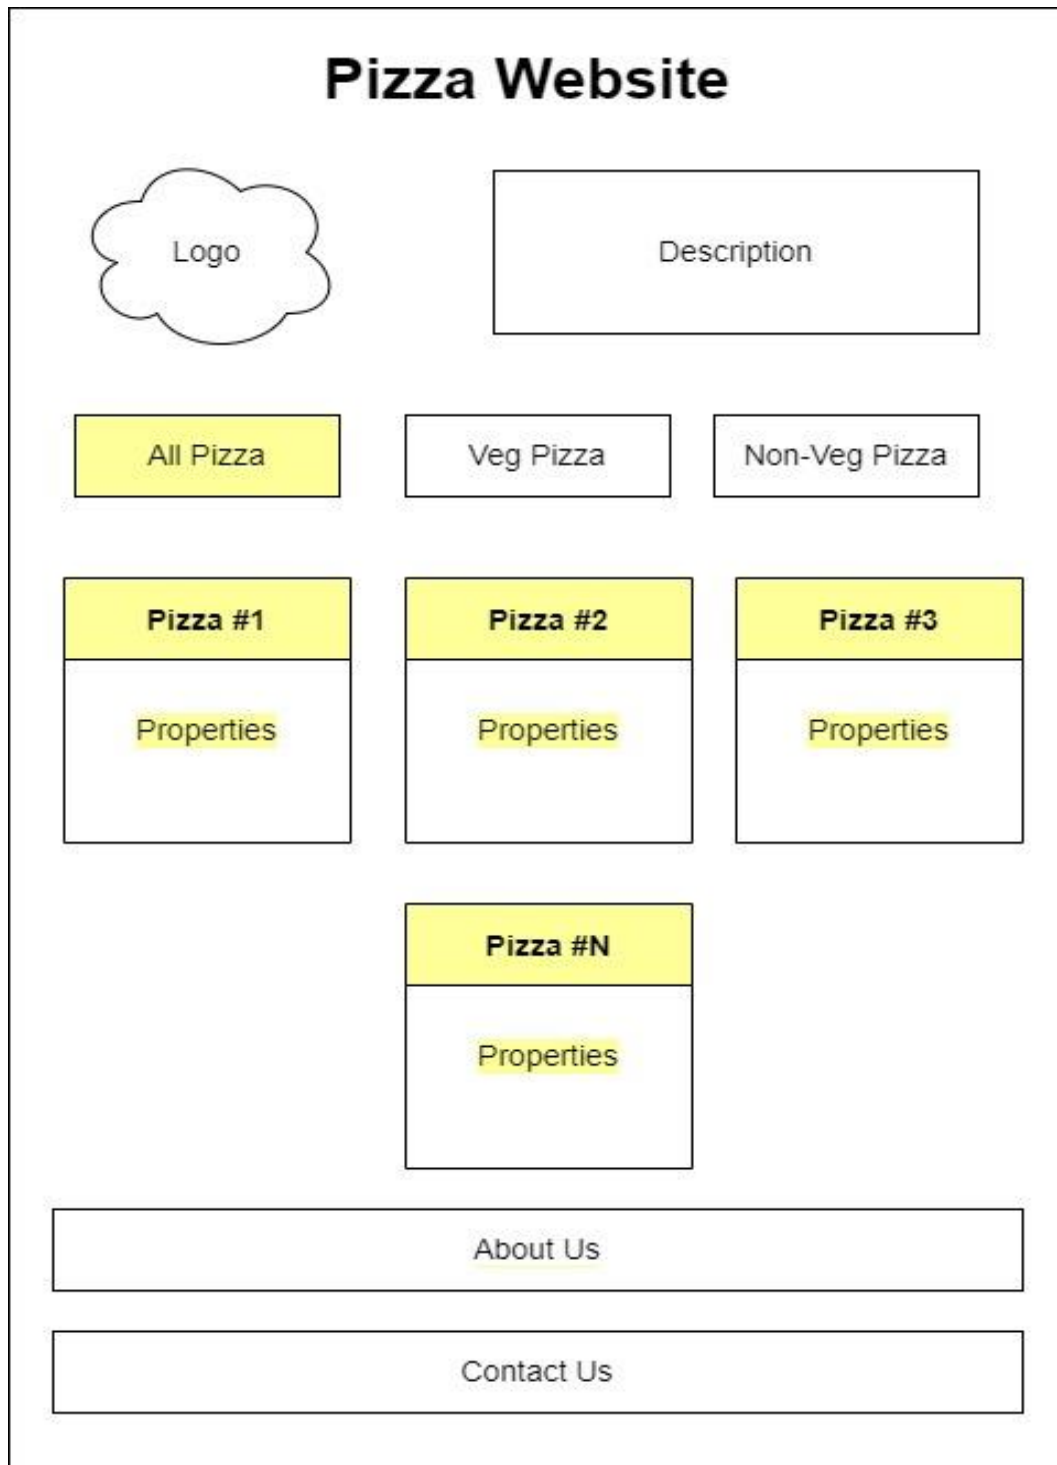 Pizza Website
Logo
Description
All Pizza
Veg Pizza
Non-Veg Pizza
Pizza #1
Pizza #2
Pizza #3
Properties
Properties
Properties
Pizza #N
Properties
About Us
Contact Us